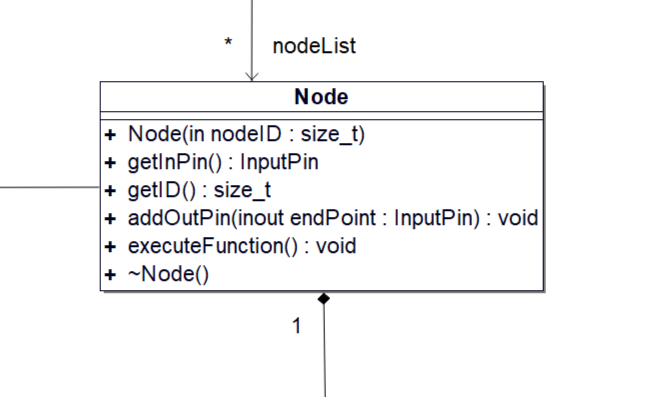 * nodeList
Node
+ Node(in nodeID : size_t)
+ getInPin() : InputPin
+ getID() : size_t
+ addOutPin(inout endPoint : InputPin) : void
+ executeFunction() : void
+ ~Node()
1